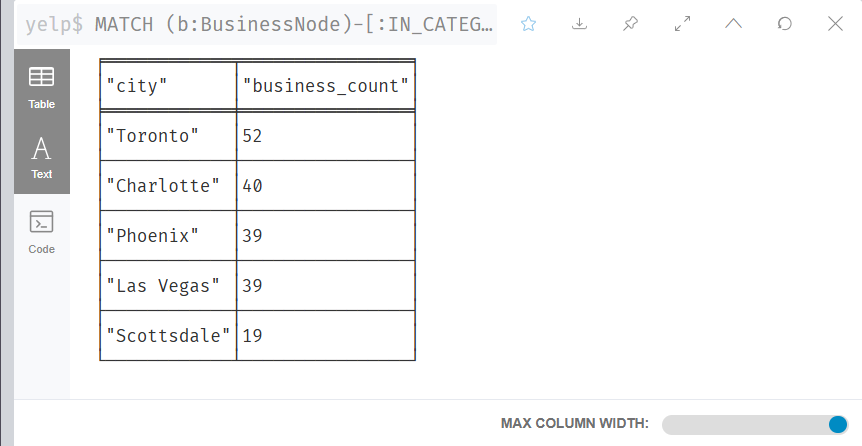 yelp$ MATCH (b:BusinessNode)-[:IN_CATEG…
Table
A
Text
Code
"city" "business_count"
"Toronto" 52
"Charlotte" 40
"Phoenix" 39
"Las Vegas" 39
"Scottsdale" 19
MAX COLUMN WIDTH: